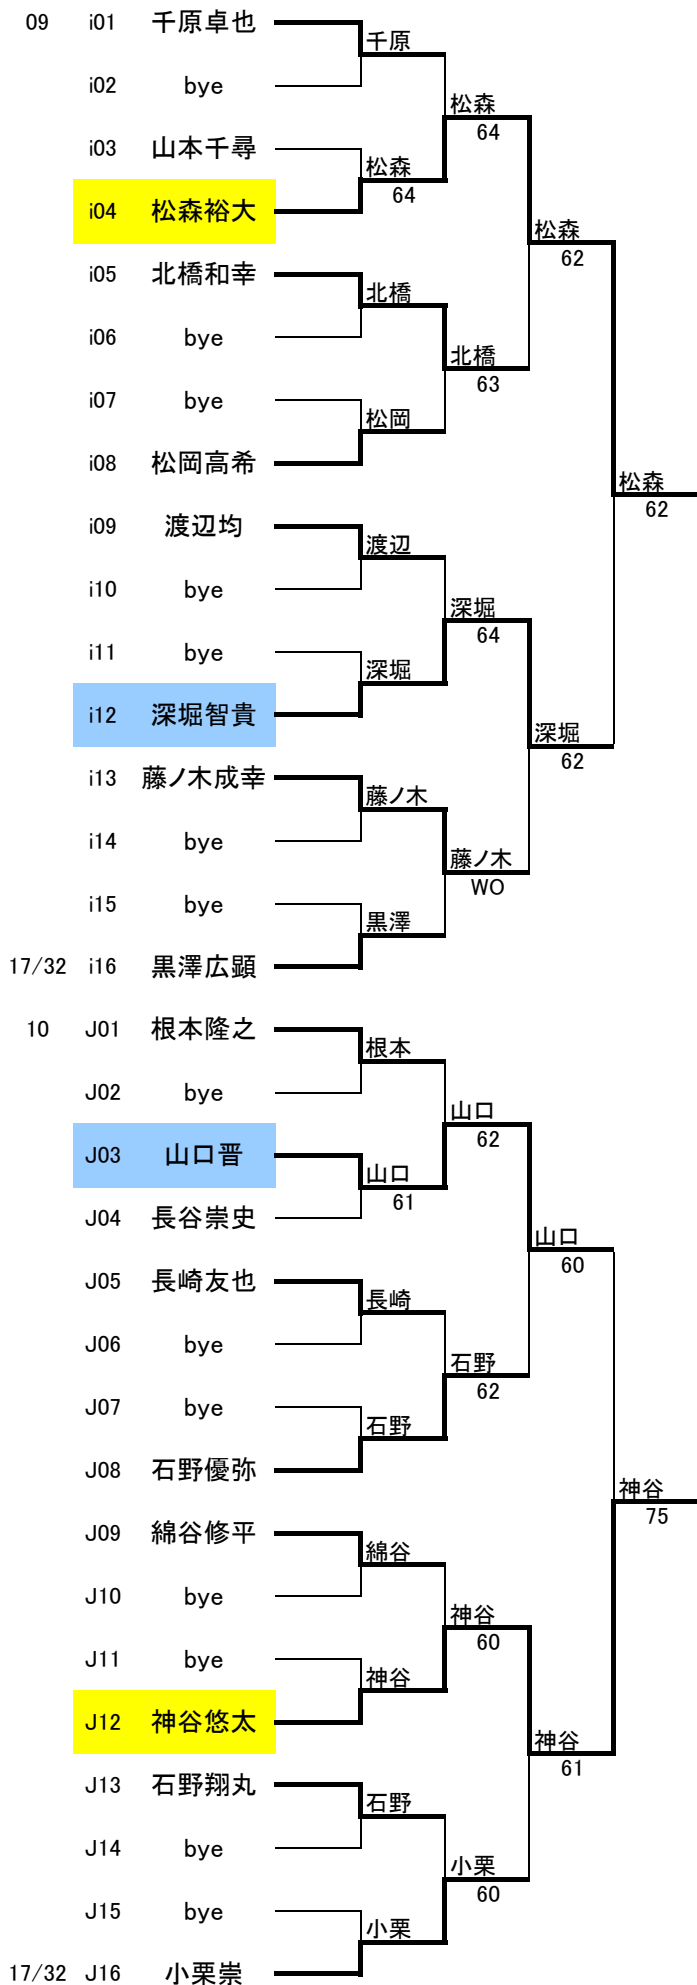 09 i01 千原卓也
千原
i02 bye
松森
64
i03 山本千尋
松森
64
i04 松森裕大
松森
62
i05 北橋和幸
北橋
i06 bye
北橋
63
i07 bye
松岡
i08 松岡高希
松森
62
i09 渡辺均
渡辺
i10 bye
深堀
64
i11 bye
深堀
i12 深堀智貴
深堀
62
i13 藤ノ木成幸
藤ノ木
i14 bye
藤ノ木
WO
i15 bye
黒澤
17/32 i16 黒澤広顕
10 J01 根本隆之
根本
J02 bye
山口
62
J03 山口晋
山口
61
J04 長谷崇史
山口
60
J05 長崎友也
長崎
J06 bye
石野
62
J07 bye
石野
J08 石野優弥
神谷
75
J09 綿谷修平
綿谷
J10 bye
神谷
60
J11 bye
神谷
J12 神谷悠太
神谷
61
J13 石野翔丸
石野
J14 bye
小栗
60
J15 bye
小栗
17/32 J16 小栗崇